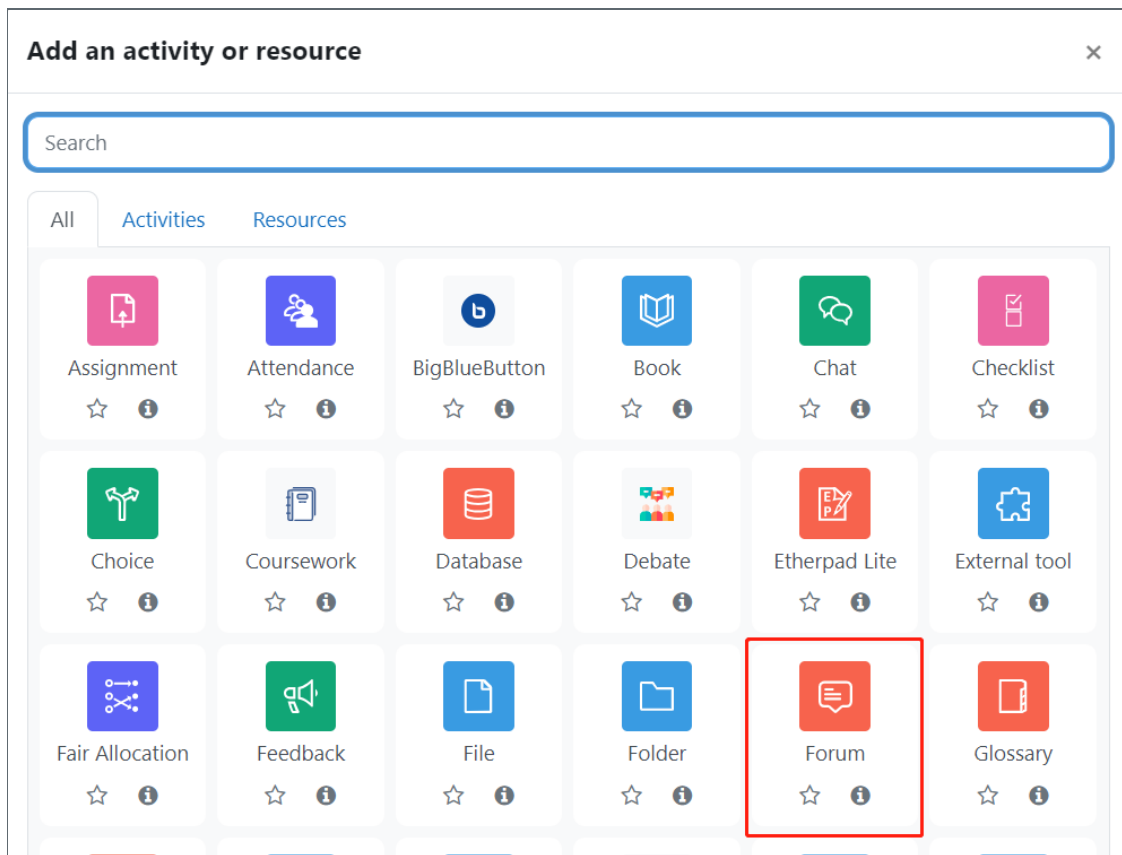 Add an activity or resource
×
Search
All Activities Resources
Assignment Attendance BigBlueButton Book Chat Checklist
Choice Coursework Database Debate Etherpad Lite External tool
Fair Allocation Feedback File Folder Forum Glossary